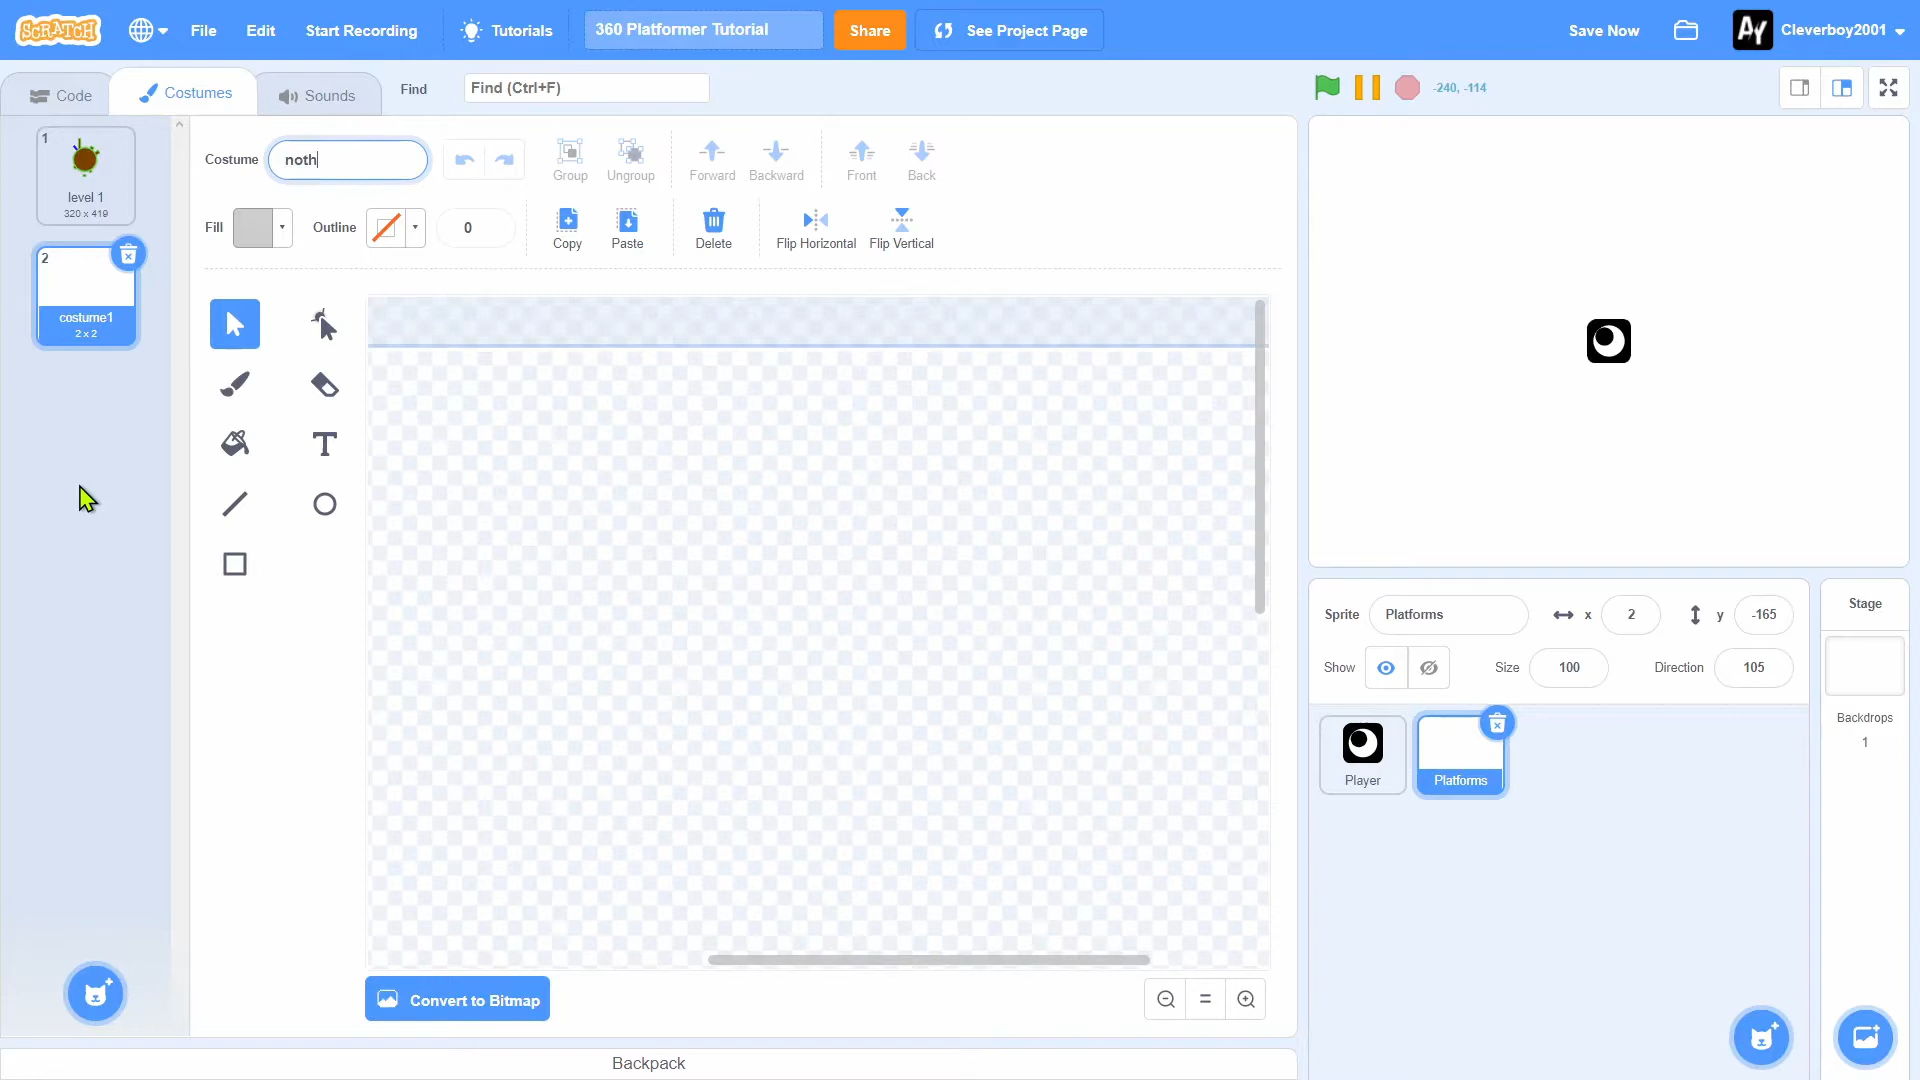 SCRATCH File Edit Start Recording Tutorials 360 Platformer Tutorial Share See Project Page Save Now AY Cleverboy2001
Code Costumes Sounds Find Find (Ctrl+F) -240, -114
1
level 1
320 x 419
2
costume1
2 x 2
Costume noth Group Ungroup Forward Backward Front Back
Fill Outline 0 Copy Paste Delete Flip Horizontal Flip Vertical
T
Convert to Bitmap
Backpack
Sprite Platforms x 2 y -165
Show Size 100 Direction 105
Player
Platforms
Stage
Backdrops
1